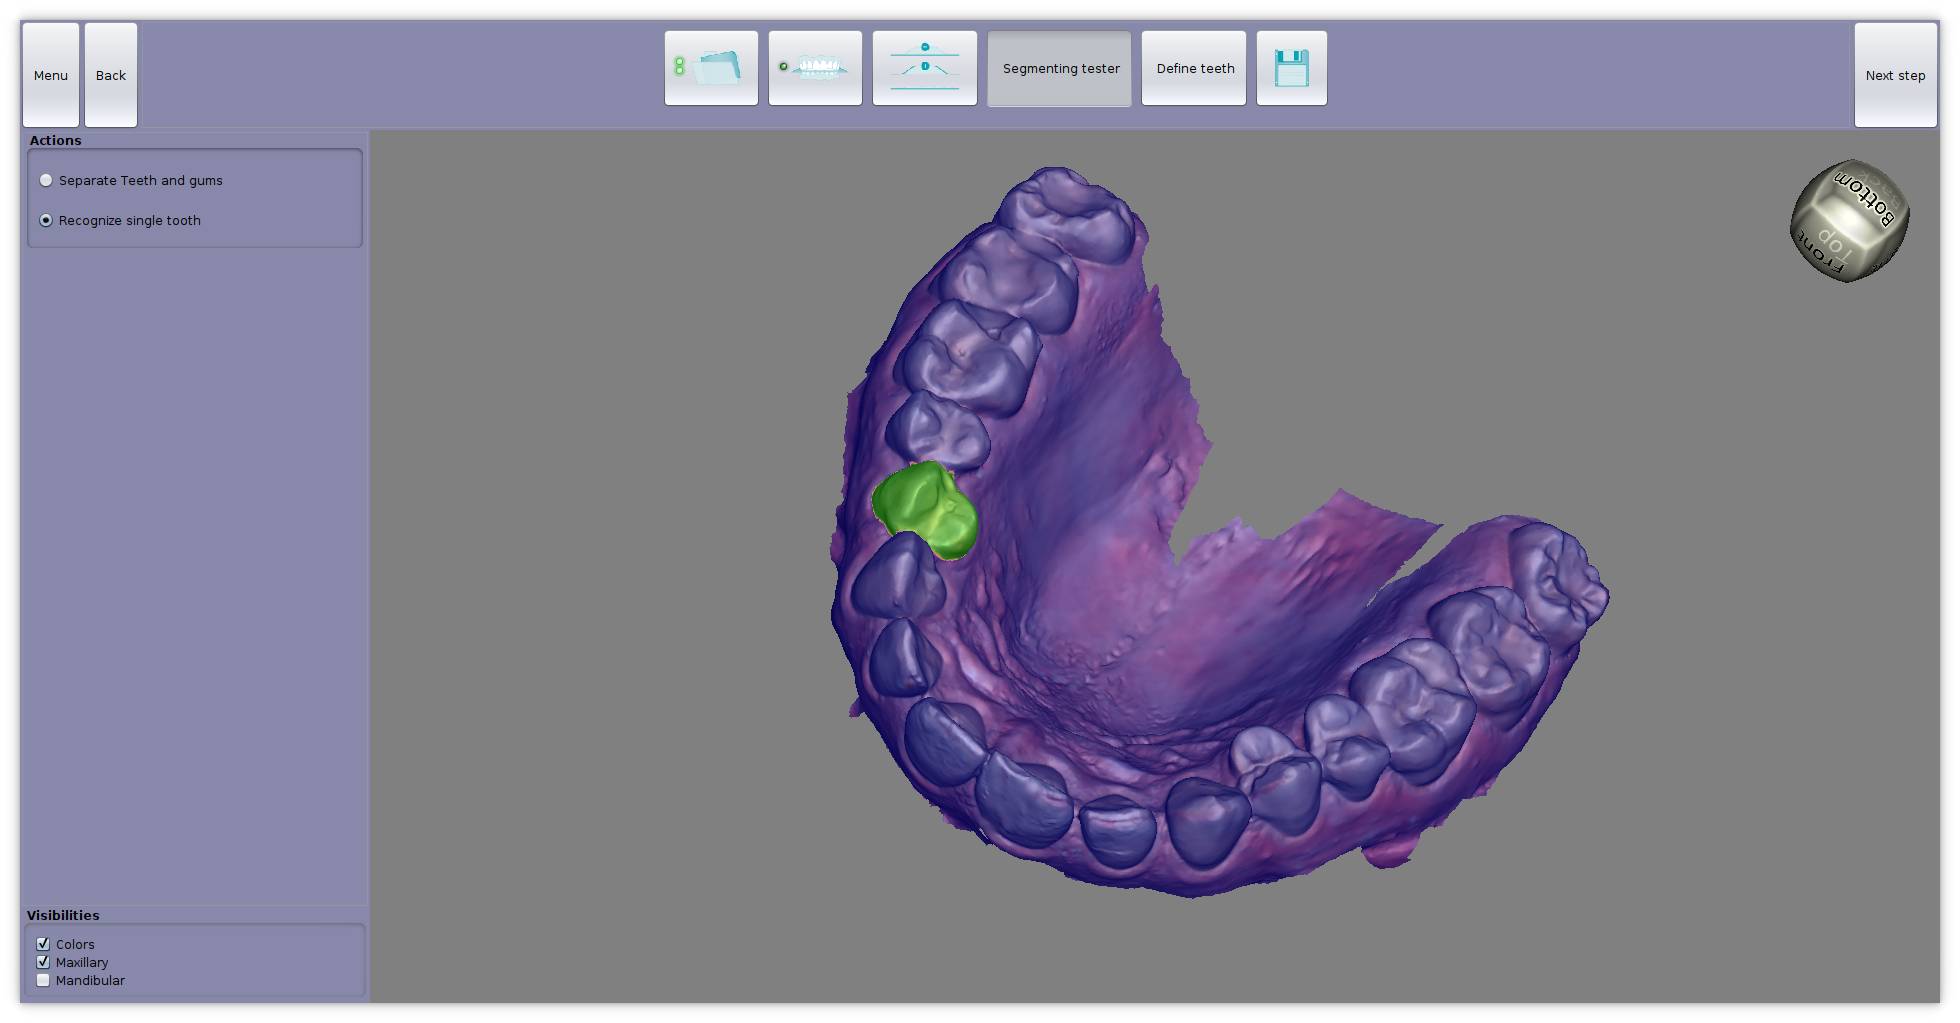 Menu
Back
Segmenting tester
Define teeth
Next step
Actions
Separate Teeth and gums
Recognize single tooth
Bottom
Back
Top
Front
Visibilities
Colors
Maxillary
Mandibular